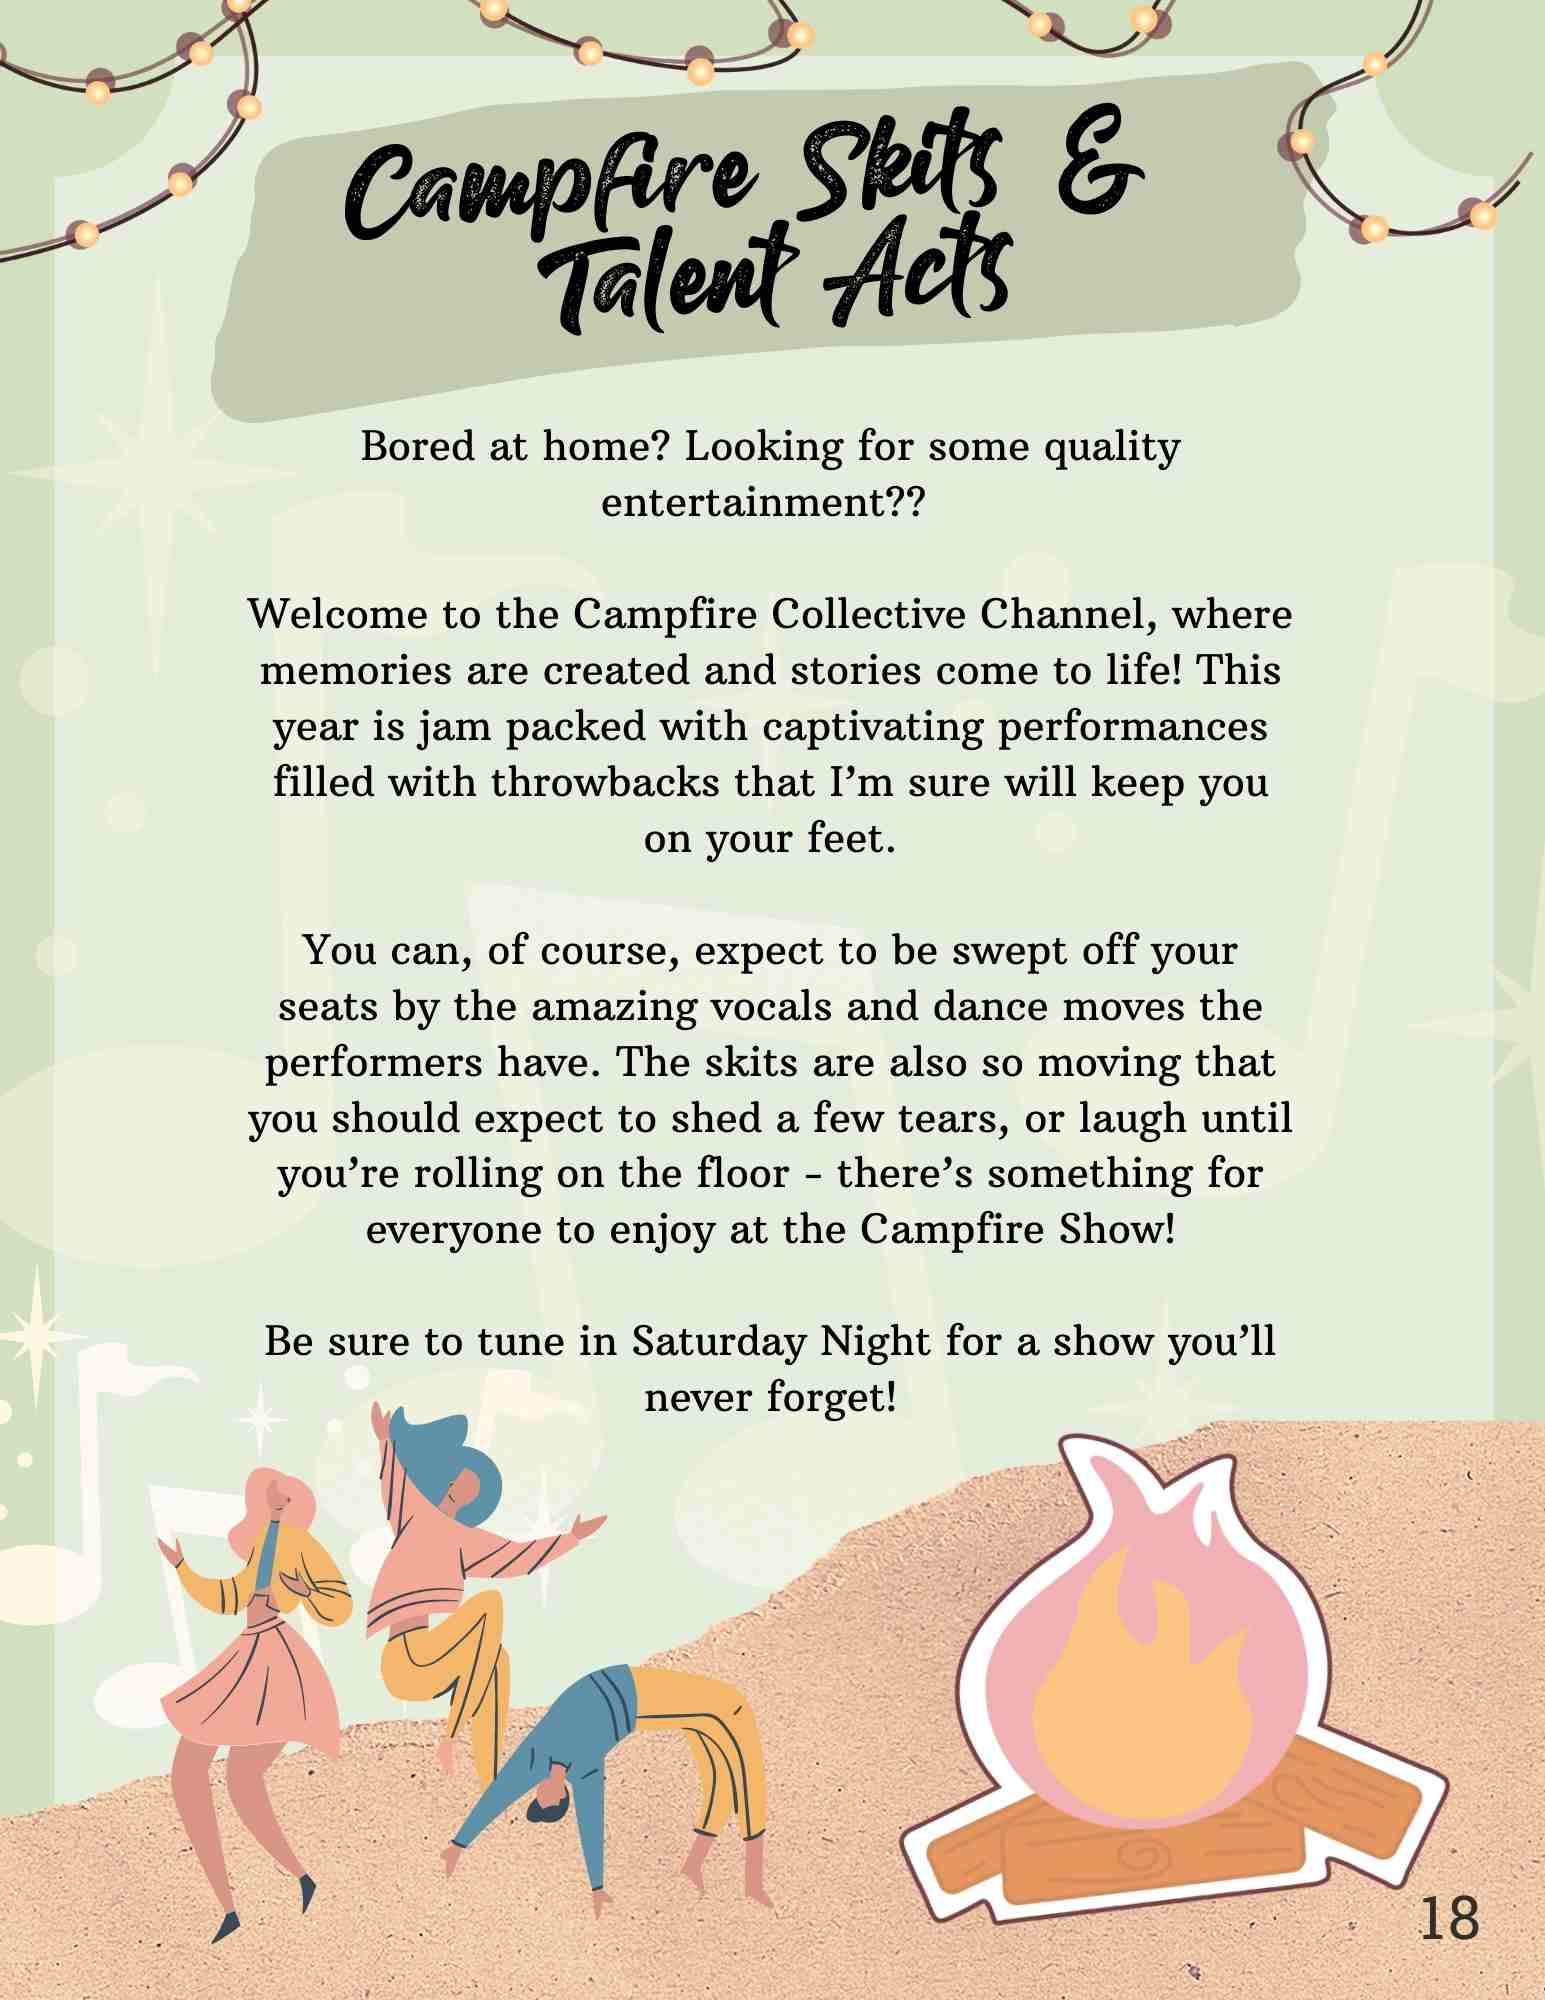 Campfire Skits &
Talent Acts
Bored at home? Looking for some quality
entertainment??
Welcome to the Campfire Collective Channel, where
memories are created and stories come to life! This
year is jam packed with captivating performances
filled with throwbacks that I’m sure will keep you
on your feet.
You can, of course, expect to be swept off your
seats by the amazing vocals and dance moves the
performers have. The skits are also so moving that
you should expect to shed a few tears, or laugh until
you’re rolling on the floor - there’s something for
everyone to enjoy at the Campfire Show!
Be sure to tune in Saturday Night for a show you’ll
never forget!
18